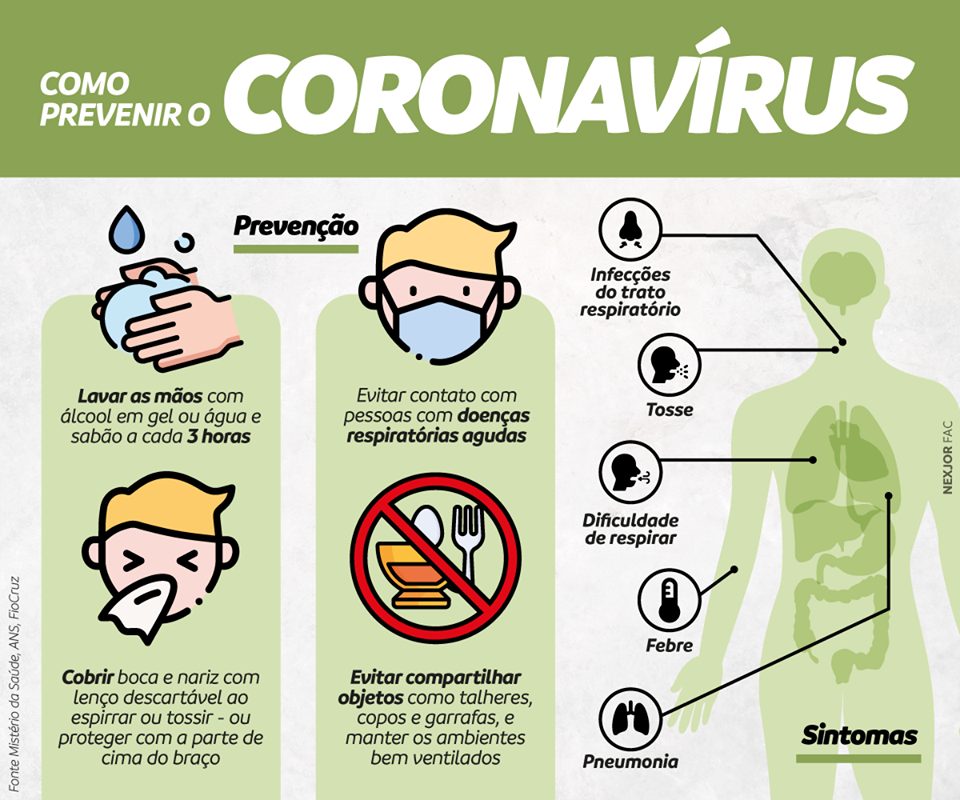 COMO
PREVENIR O
CORONAVÍRUS
Prevenção
Lavar as mãos com
álcool em gel ou água e
sabão a cada 3 horas
Evitar contato com
pessoas com doenças
respiratórias agudas
Cobrir boca e nariz com
lenço descartável ao
espirrar ou tossir - ou
proteger com a parte de
cima do braço
Evitar compartilhar
objetos como talheres,
copos e garrafas, e
manter os ambientes
bem ventilados
Infecções
do trato
respiratório
Tosse
Dificuldade
de respirar
Febre
Pneumonia
Sintomas
NEXJOR FAC
Fonte Mistério da Saúde, ANS, FioCruz